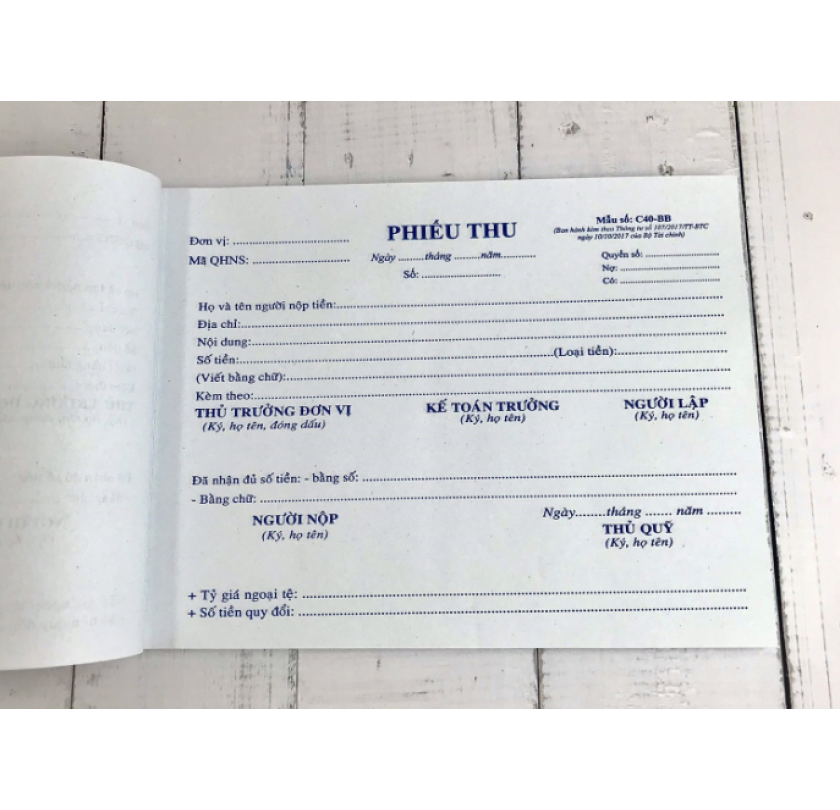 Đơn vị: ................................
Mã QHNS: ...........................
PHIẾU THU
Ngày ........tháng ........năm..........
Số: ......................
Mẫu số: C40-BB
(Ban hành kèm theo Thông tư số 107/2017/TT-BTC
ngày 10/10/2017 của Bộ Tài chính)
Quyển số: .....................
Nợ: ............................
Có: ............................
Họ và tên người nộp tiền:................................
Địa chỉ:................................
Nội dung:................................
Số tiền:................................(Loại tiền):................................
(Viết bằng chữ):................................
Kèm theo:................................
THỦ TRƯỞNG ĐƠN VỊ KẾ TOÁN TRƯỞNG NGƯỜI LẬP
(Ký, họ tên, đóng dấu) (Ký, họ tên) (Ký, họ tên)
Đã nhận đủ số tiền: - bằng số: ................................
- Bằng chữ: ................................
Ngày.........tháng ........ năm ..........
NGƯỜI NỘP THỦ QUỸ
(Ký, họ tên) (Ký, họ tên)
+ Tỷ giá ngoại tệ: ................................
+ Số tiền quy đổi: ................................